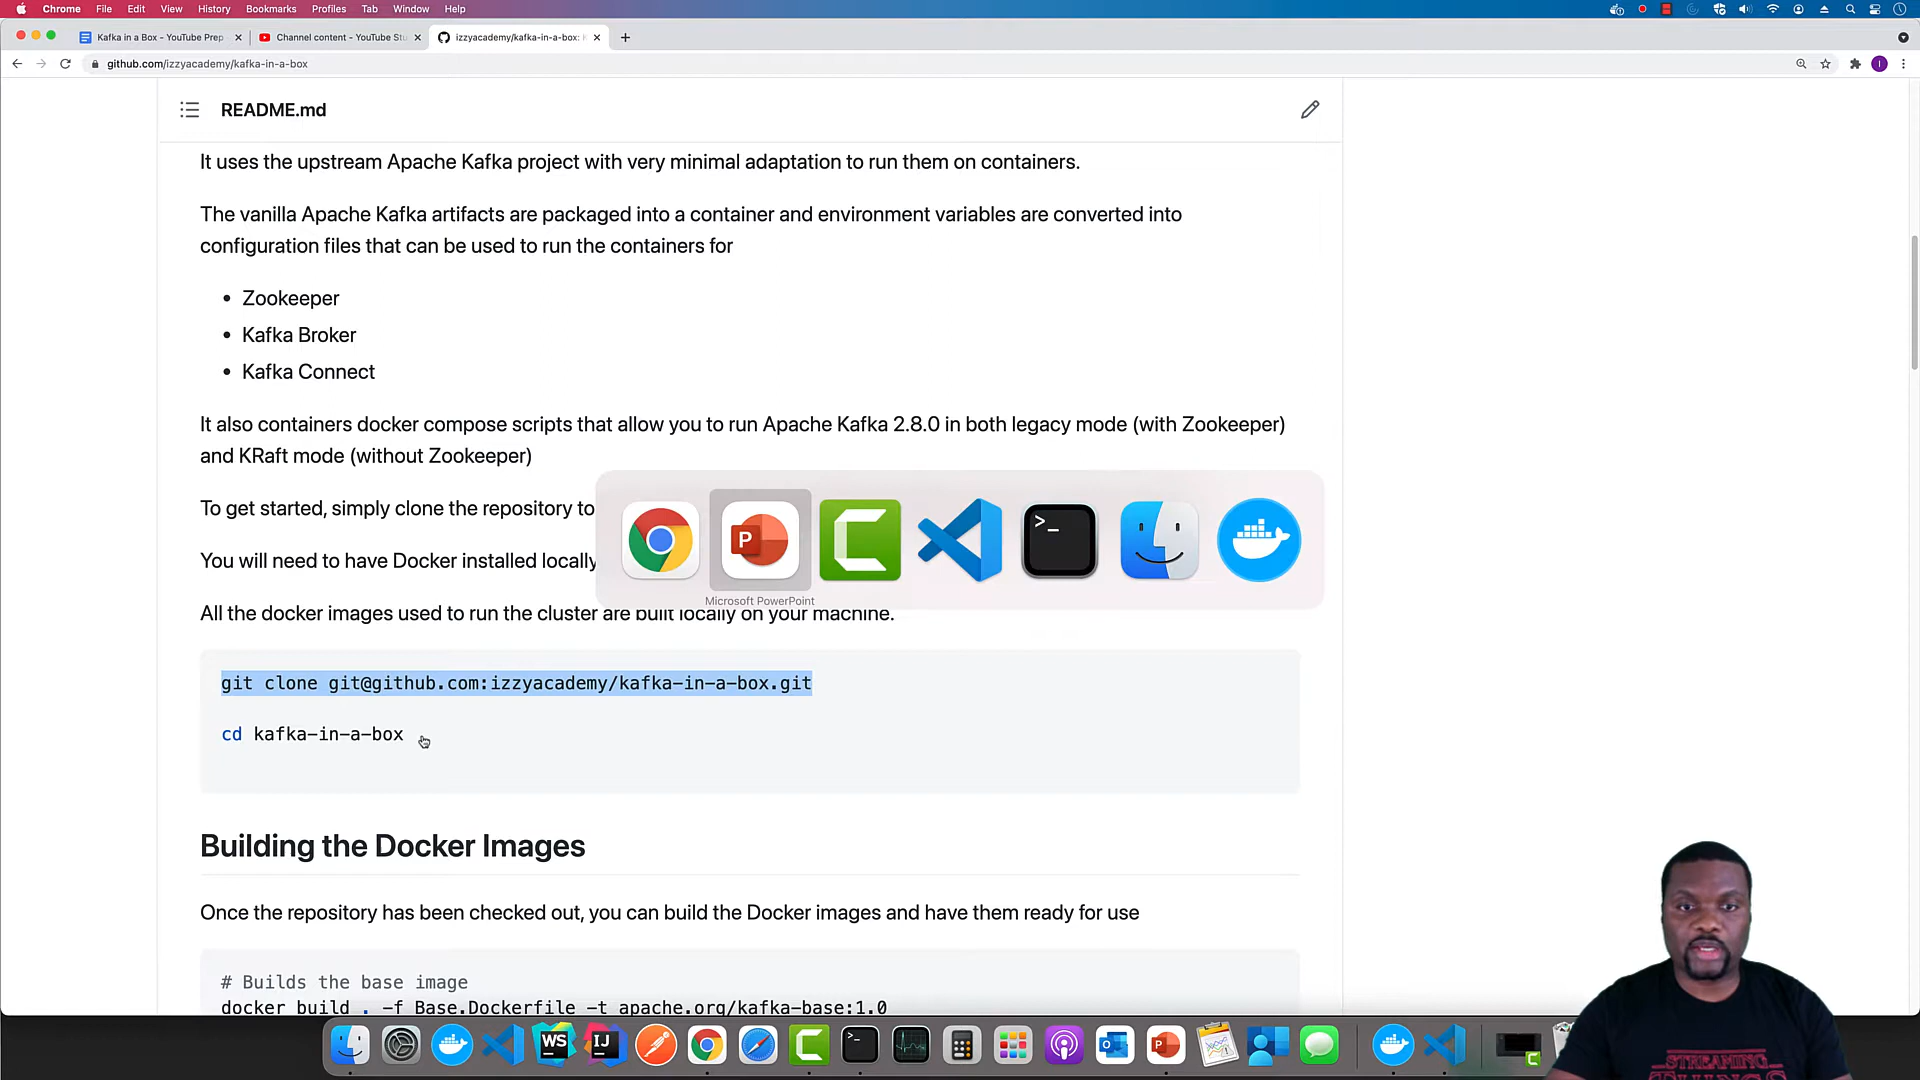 Chrome File Edit View History Bookmarks Profiles Tab Window Help
Kafka in a Box - YouTube Prep
Channel content - YouTube Stu
izzyacademy/kafka-in-a-box: K
github.com/izzyacademy/kafka-in-a-box
README.md
It uses the upstream Apache Kafka project with very minimal adaptation to run them on containers.
The vanilla Apache Kafka artifacts are packaged into a container and environment variables are converted into
configuration files that can be used to run the containers for
• Zookeeper
• Kafka Broker
• Kafka Connect
It also containers docker compose scripts that allow you to run Apache Kafka 2.8.0 in both legacy mode (with Zookeeper)
and KRaft mode (without Zookeeper)
To get started, simply clone the repository to
You will need to have Docker installed locally
Microsoft PowerPoint
All the docker images used to run the cluster are built locally on your machine.
git clone git@github.com:izzyacademy/kafka-in-a-box.git
cd kafka-in-a-box
Building the Docker Images
Once the repository has been checked out, you can build the Docker images and have them ready for use
# Builds the base image
docker build . -f Base.Dockerfile -t apache.org/kafka-base:1.0
WS
IJ
STREAMING